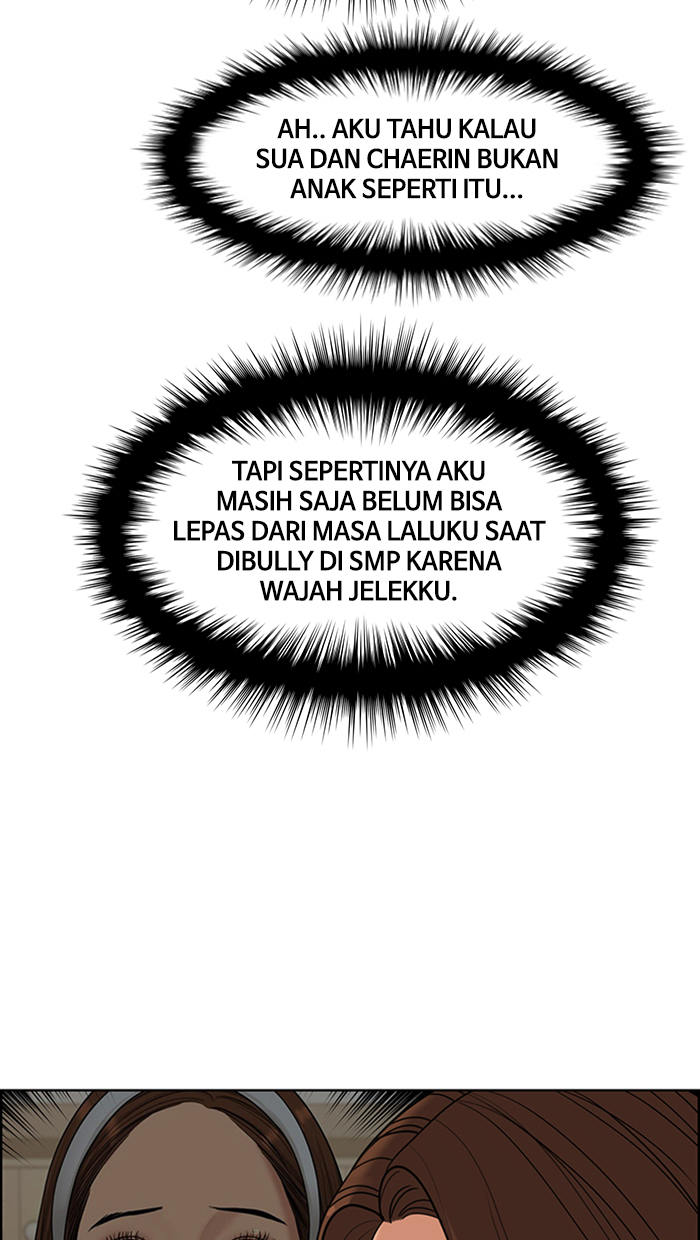 AH.. AKU TAHU KALAU
SUA DAN CHAERIN BUKAN
ANAK SEPERTI ITU...
TAPI SEPERTINYA AKU
MASIH SAJA BELUM BISA
LEPAS DARI MASA LALUKU SAAT
DIBULLY DI SMP KARENA
WAJAH JELEKKU.